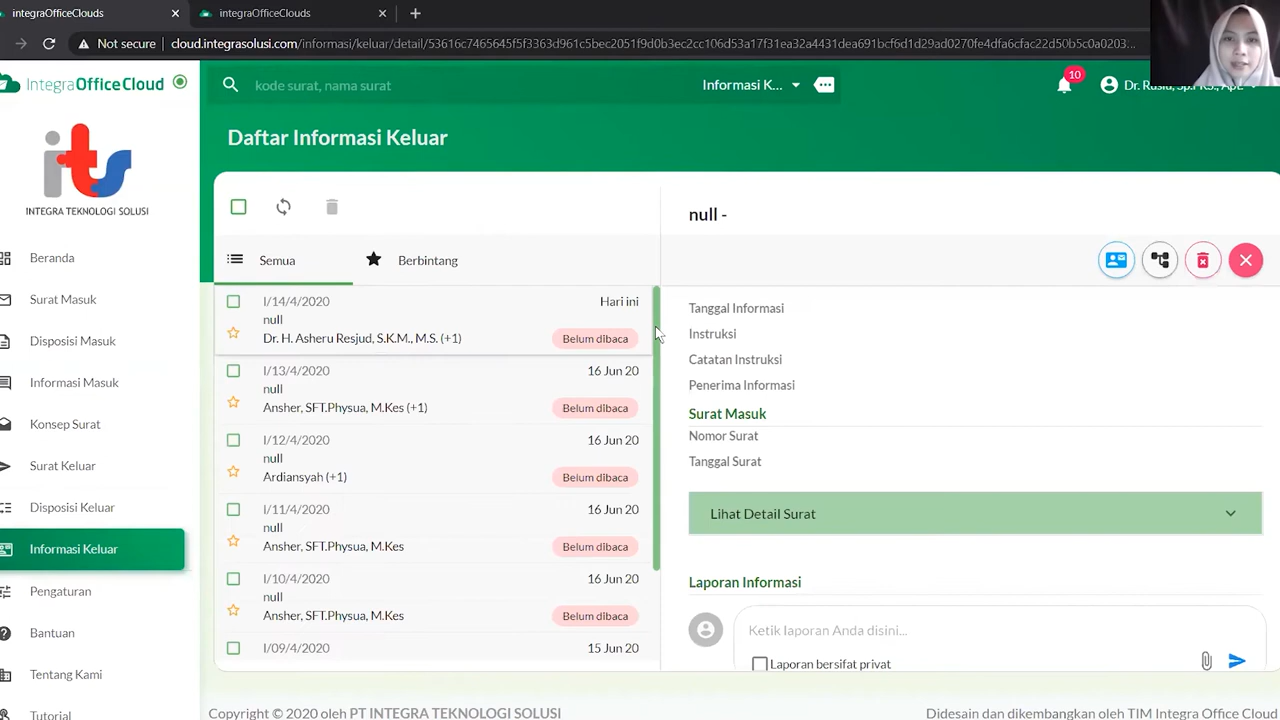 integraOfficeClouds
integraOfficeClouds
Not secure
cloud.integrasolusi.com/informasi/keluar/detail/
IntegraOfficeCloud
kode surat, nama surat
Informasi K...
10
INTEGRA TEKNOLOGI SOLUSI
Beranda
Surat Masuk
Disposisi Masuk
Informasi Masuk
Konsep Surat
Surat Keluar
Disposisi Keluar
Informasi Keluar
Pengaturan
Bantuan
Tentang Kami
Tutorial
Daftar Informasi Keluar
Semua
Berbintang
I/14/4/2020 Hari ini
null
Dr. H. Asheru Resjud, S.K.M., M.S. (+1) Belum dibaca
I/13/4/2020 16 Jun 20
null
Ansher, SFT.Physua, M.Kes (+1) Belum dibaca
I/12/4/2020 16 Jun 20
null
Ardiansyah (+1) Belum dibaca
I/11/4/2020 16 Jun 20
null
Ansher, SFT.Physua, M.Kes Belum dibaca
I/10/4/2020 16 Jun 20
null
Ansher, SFT.Physua, M.Kes Belum dibaca
I/09/4/2020 15 Jun 20
null -
Tanggal Informasi
Instruksi
Catatan Instruksi
Penerima Informasi
Surat Masuk
Nomor Surat
Tanggal Surat
Lihat Detail Surat
Laporan Informasi
Ketik laporan Anda disini...
Laporan bersifat privat
Copyright © 2020 oleh PT INTEGRA TEKNOLOGI SOLUSI
Didesain dan dikembangkan oleh TIM Integra Office Cloud